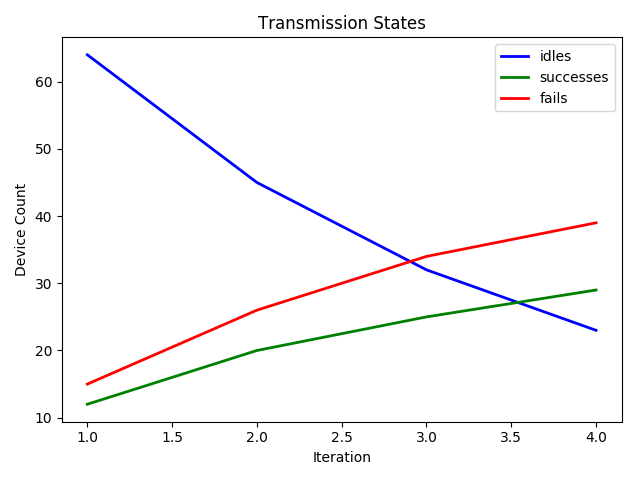 Transmission States
idles
successes
fails
Device Count
60
50
40
30
20
10
1.0 1.5 2.0 2.5 3.0 3.5 4.0
Iteration